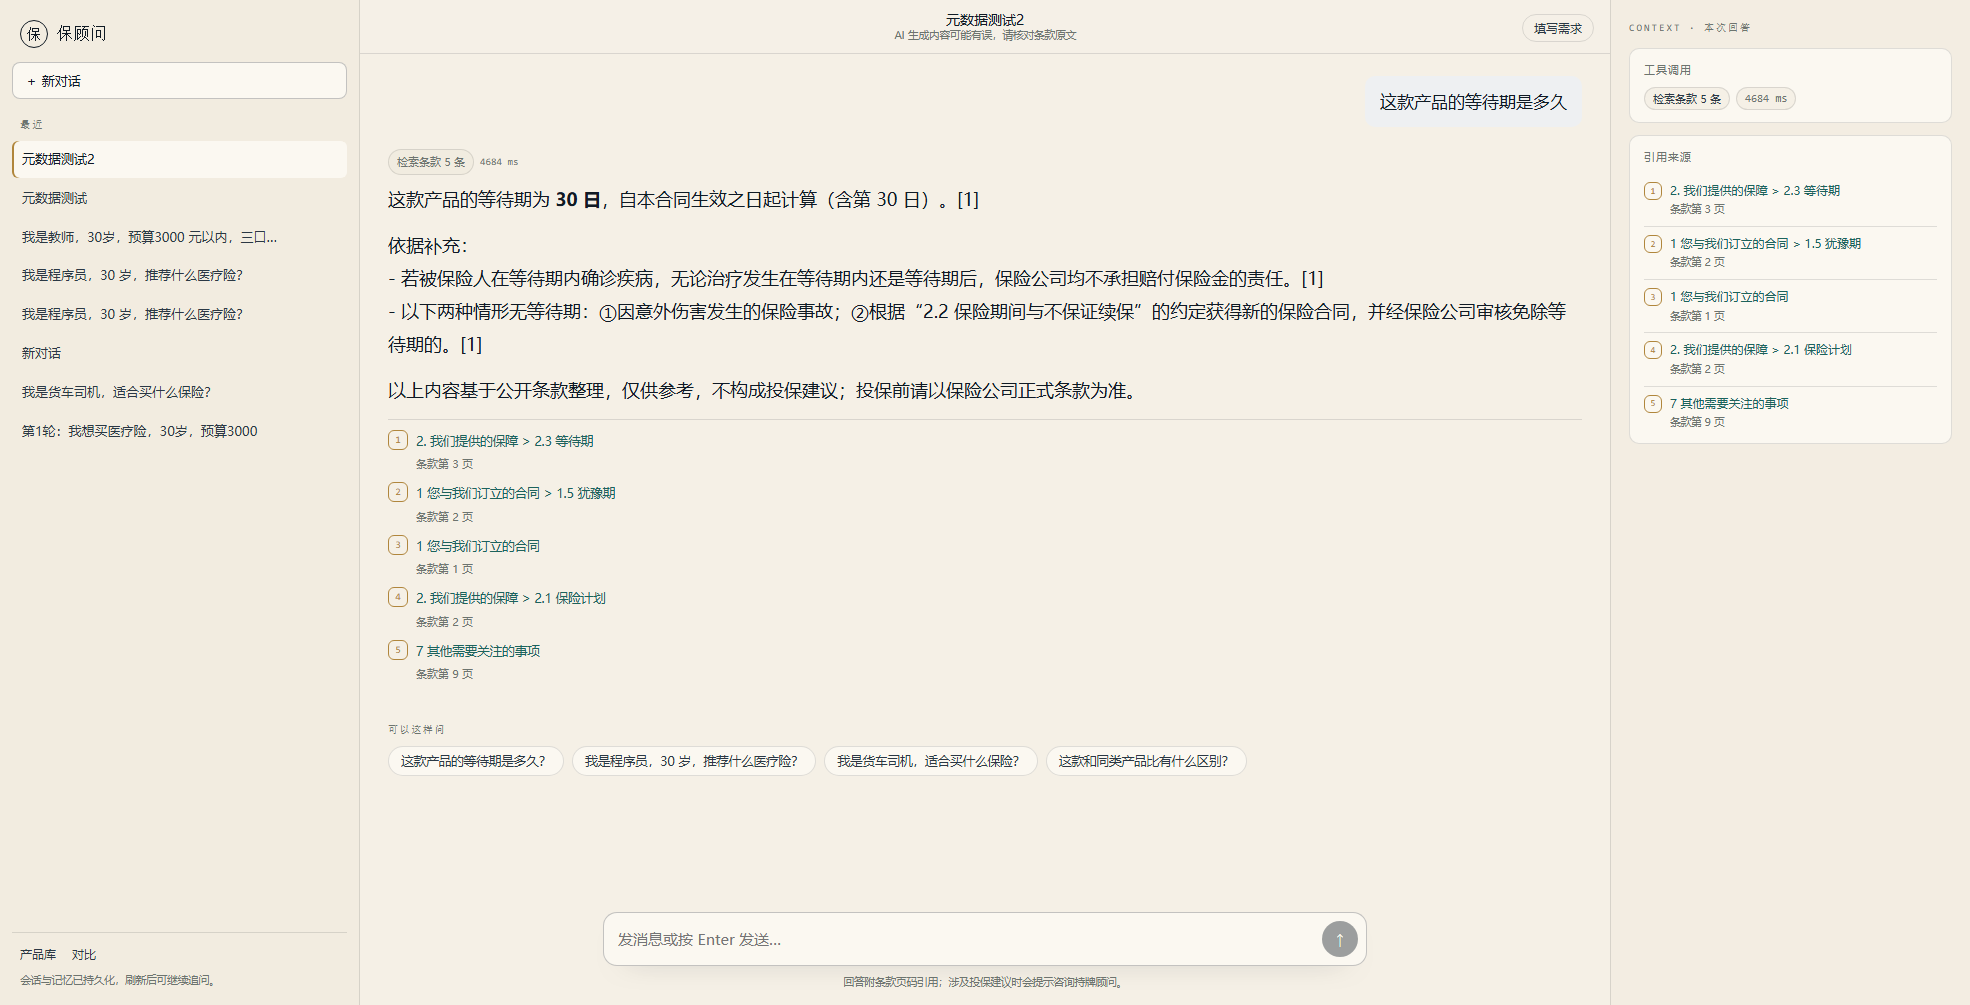 保 保顾问
+ 新对话
最近
元数据测试2
元数据测试
我是教师，30岁，预算3000 元以内，三口...
我是程序员，30 岁，推荐什么医疗险？
我是程序员，30 岁，推荐什么医疗险？
新对话
我是货车司机，适合买什么保险？
第1轮：我想买医疗险，30岁，预算3000
产品库 对比
会话与记忆已持久化，刷新后可继续追问。
元数据测试2
AI 生成内容可能有误，请核对条款原文
填写需求
这款产品的等待期是多久
检索条款 5 条 4684 ms
这款产品的等待期为 30 日，自本合同生效之日起计算（含第 30 日）。[1]
依据补充：
- 若被保险人在等待期内确诊疾病，无论治疗发生在等待期内还是等待期后，保险公司均不承担赔付保险金的责任。[1]
- 以下两种情形无等待期：①因意外伤害发生的保险事故；②根据“2.2 保险期间与不保证续保”的约定获得新的保险合同，并经保险公司审核免除等
待期的。[1]
以上内容基于公开条款整理，仅供参考，不构成投保建议；投保前请以保险公司正式条款为准。
1 2. 我们提供的保障 > 2.3 等待期
条款第 3 页
2 1 您与我们订立的合同 > 1.5 犹豫期
条款第 2 页
3 1 您与我们订立的合同
条款第 1 页
4 2. 我们提供的保障 > 2.1 保险计划
条款第 2 页
5 7 其他需要关注的事项
条款第 9 页
可以这样问
这款产品的等待期是多久？ 我是程序员，30 岁，推荐什么医疗险？ 我是货车司机，适合买什么保险？ 这款和同类产品比有什么区别？
发消息或按 Enter 发送...
↑
回答附条款页码引用；涉及投保建议时会提示咨询持牌顾问。
CONTEXT · 本次回答
工具调用
检索条款 5 条 4684 ms
引用来源
1 2. 我们提供的保障 > 2.3 等待期
条款第 3 页
2 1 您与我们订立的合同 > 1.5 犹豫期
条款第 2 页
3 1 您与我们订立的合同
条款第 1 页
4 2. 我们提供的保障 > 2.1 保险计划
条款第 2 页
5 7 其他需要关注的事项
条款第 9 页